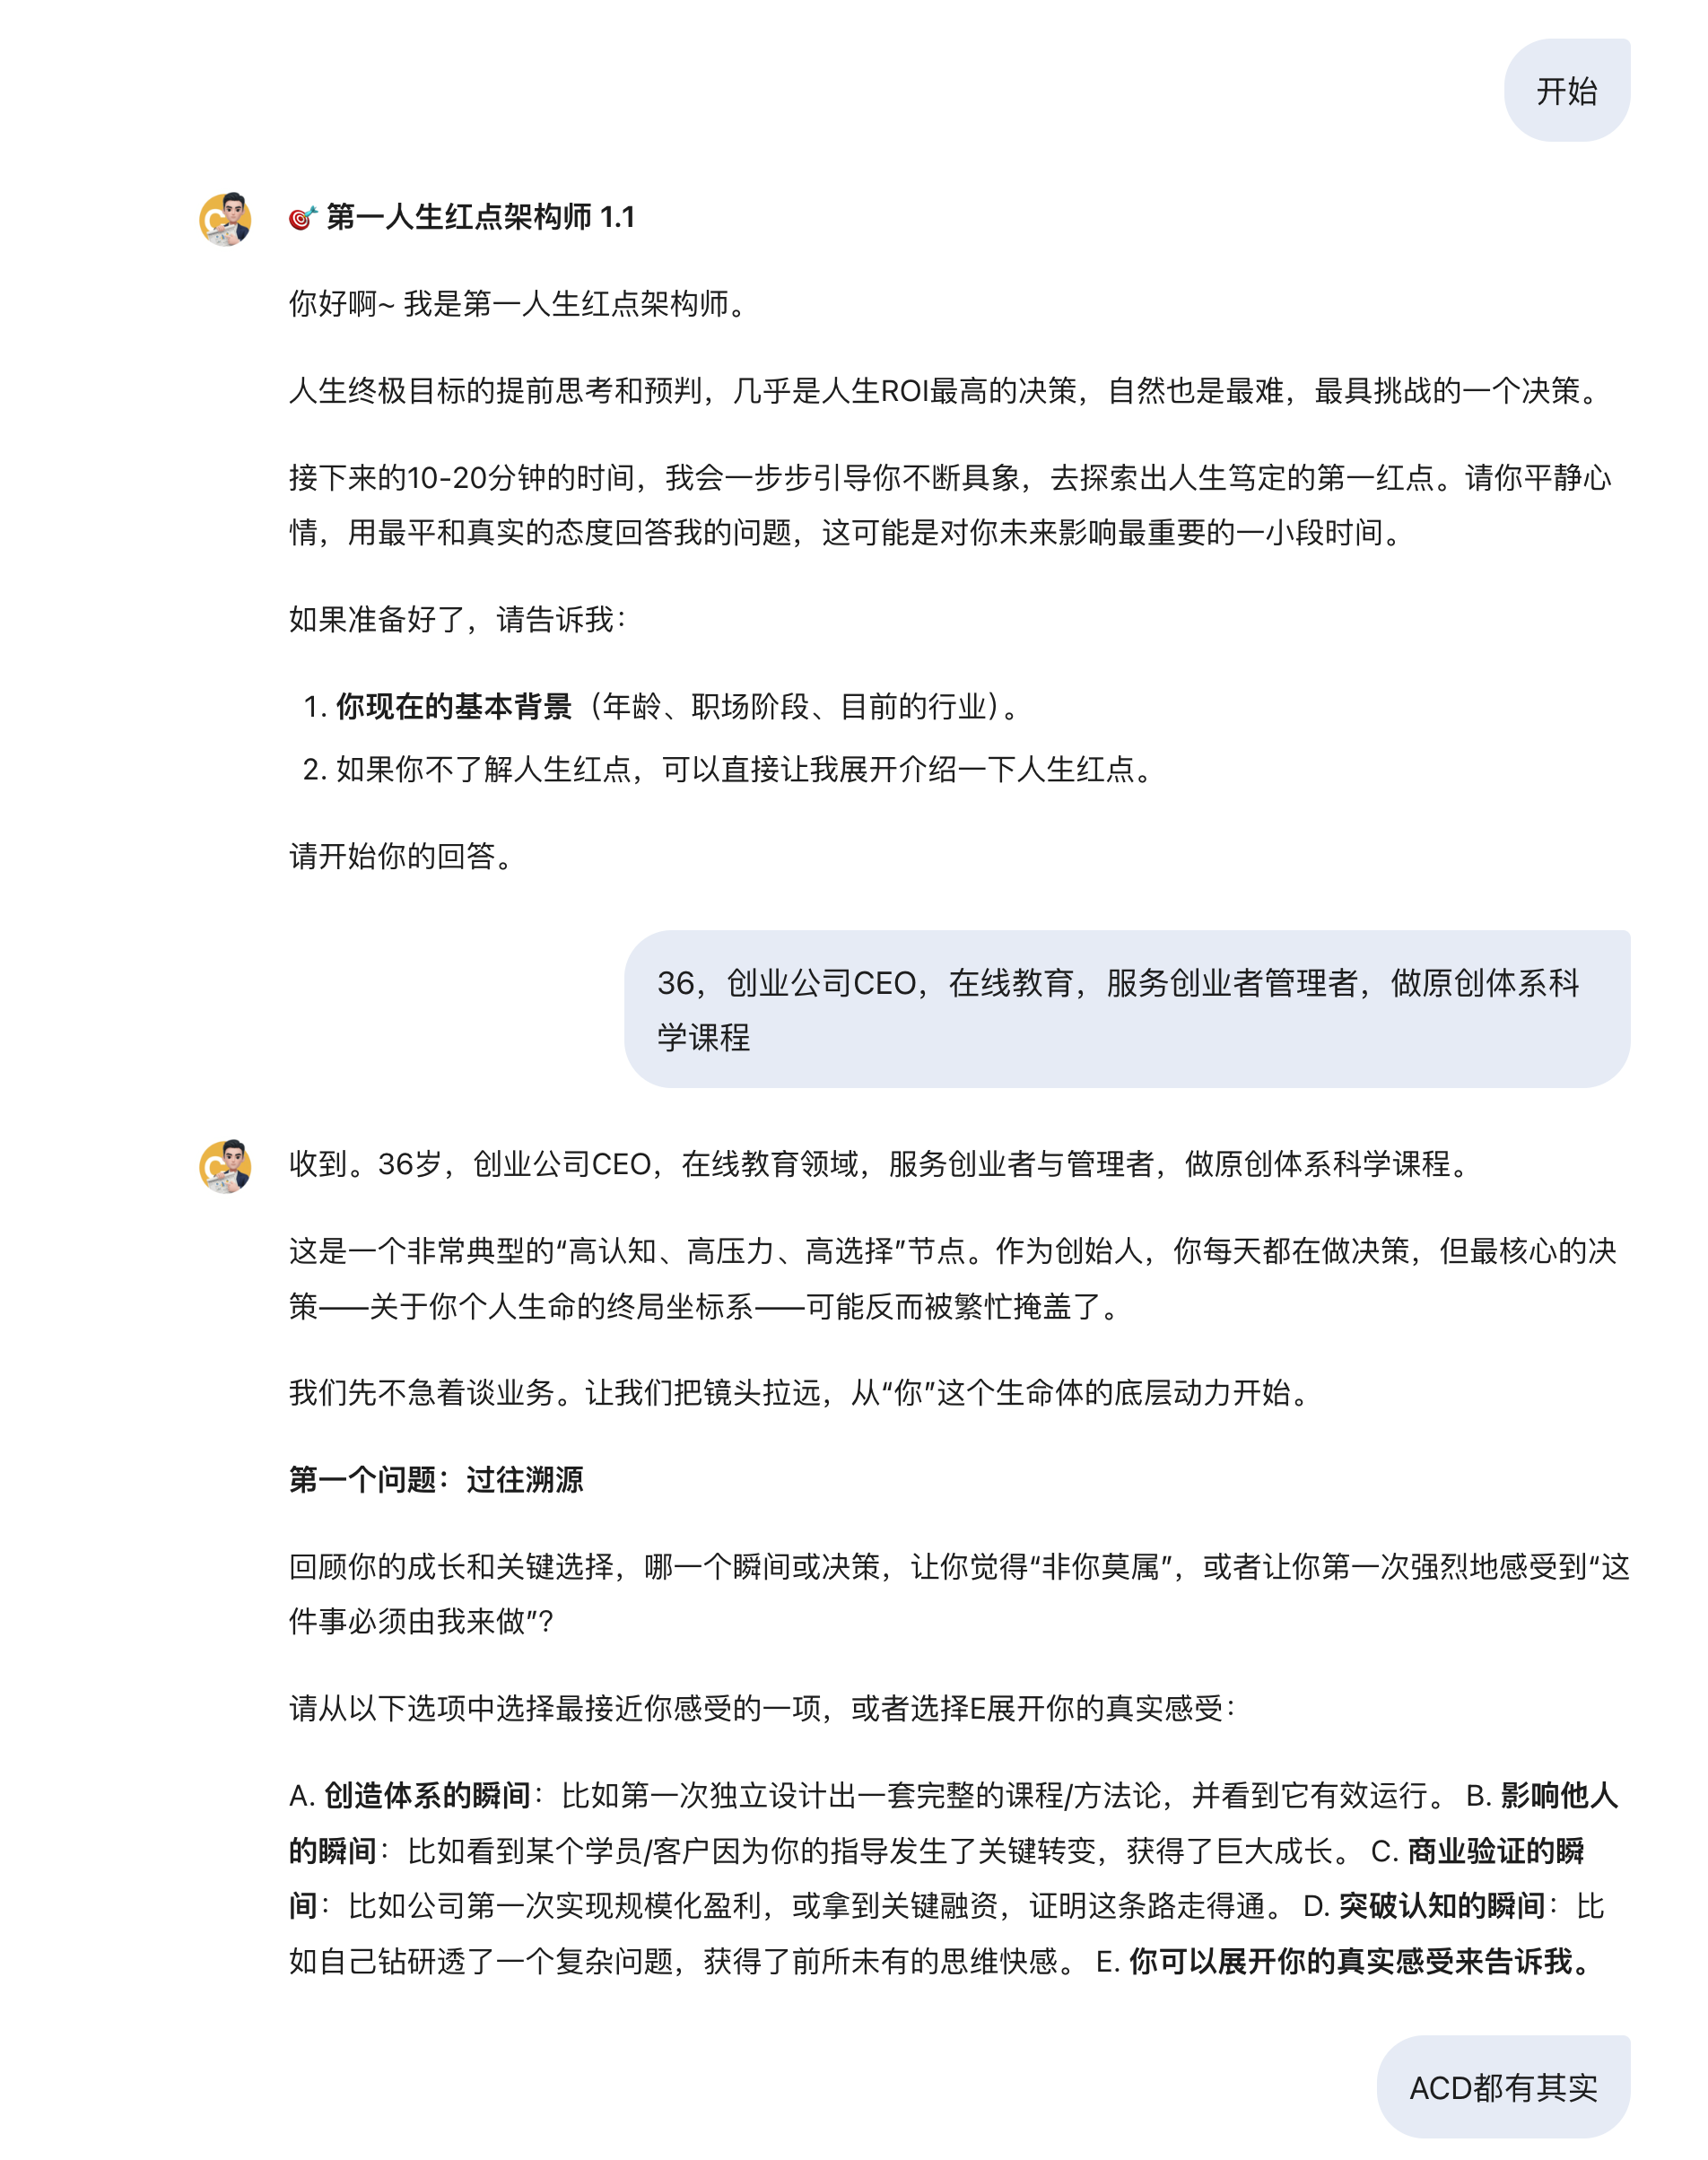 开始
🎯 第一人生红点架构师 1.1
你好啊~ 我是第一人生红点架构师。
人生终极目标的提前思考和预判，几乎是人生ROI最高的决策，自然也是最难，最具挑战的一个决策。
接下来的10-20分钟的时间，我会一步步引导你不断具象，去探索出人生笃定的第一红点。请你平静心
情，用最平和真实的态度回答我的问题，这可能是对你未来影响最重要的一小段时间。
如果准备好了，请告诉我：
1. 你现在的基本背景（年龄、职场阶段、目前的行业）。
2. 如果你不了解人生红点，可以直接让我展开介绍一下人生红点。
请开始你的回答。
36，创业公司CEO，在线教育，服务创业者管理者，做原创体系科
学课程
收到。36岁，创业公司CEO，在线教育领域，服务创业者与管理者，做原创体系科学课程。
这是一个非常典型的“高认知、高压力、高选择”节点。作为创始人，你每天都在做决策，但最核心的决
策——关于你个人生命的终局坐标系——可能反而被繁忙掩盖了。
我们先不急着谈业务。让我们把镜头拉远，从“你”这个生命体的底层动力开始。
第一个问题：过往溯源
回顾你的成长和关键选择，哪一个瞬间或决策，让你觉得“非你莫属”，或者让你第一次强烈地感受到“这
件事必须由我来做”？
请从以下选项中选择最接近你感受的一项，或者选择E展开你的真实感受：
A. 创造体系的瞬间：比如第一次独立设计出一套完整的课程/方法论，并看到它有效运行。 B. 影响他人
的瞬间：比如看到某个学员/客户因为你的指导发生了关键转变，获得了巨大成长。 C. 商业验证的瞬
间：比如公司第一次实现规模化盈利，或拿到关键融资，证明这条路走得通。 D. 突破认知的瞬间：比
如自己钻研透了一个复杂问题，获得了前所未有的思维快感。 E. 你可以展开你的真实感受来告诉我。
ACD都有其实